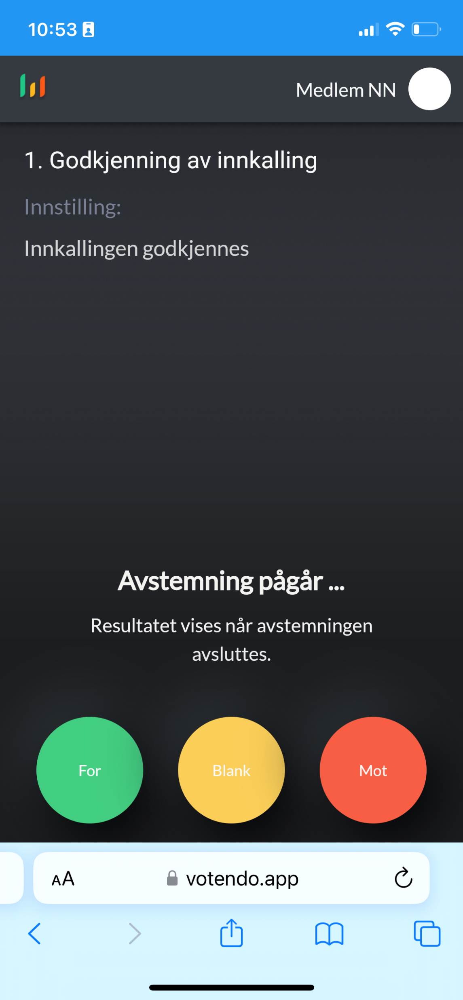 10:53
Medlem NN
1. Godkjenning av innkalling
Innstilling:
Innkallingen godkjennes
Avstemning pågår ...
Resultatet vises når avstemningen
avsluttes.
For
Blank
Mot
AA
votendo.app